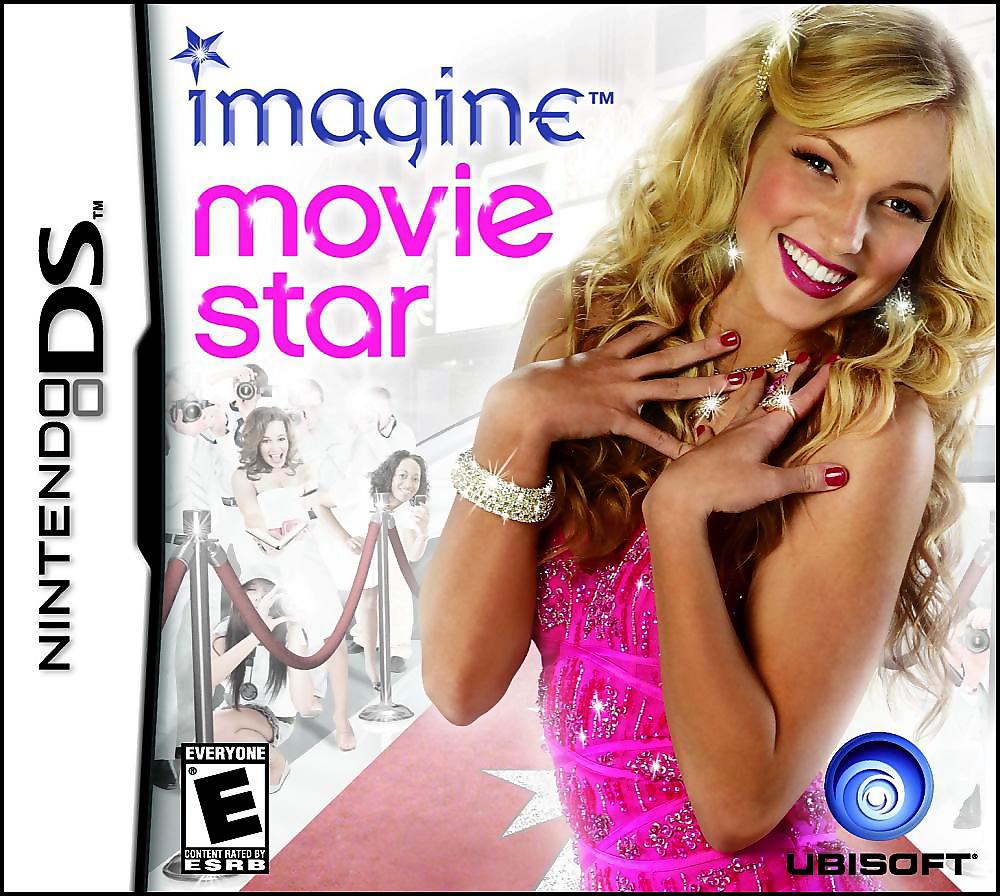 NINTENDO DS™
imagine™
movie
star
EVERYONE
E
®
CONTENT RATED BY
ESRB
UBISOFT®